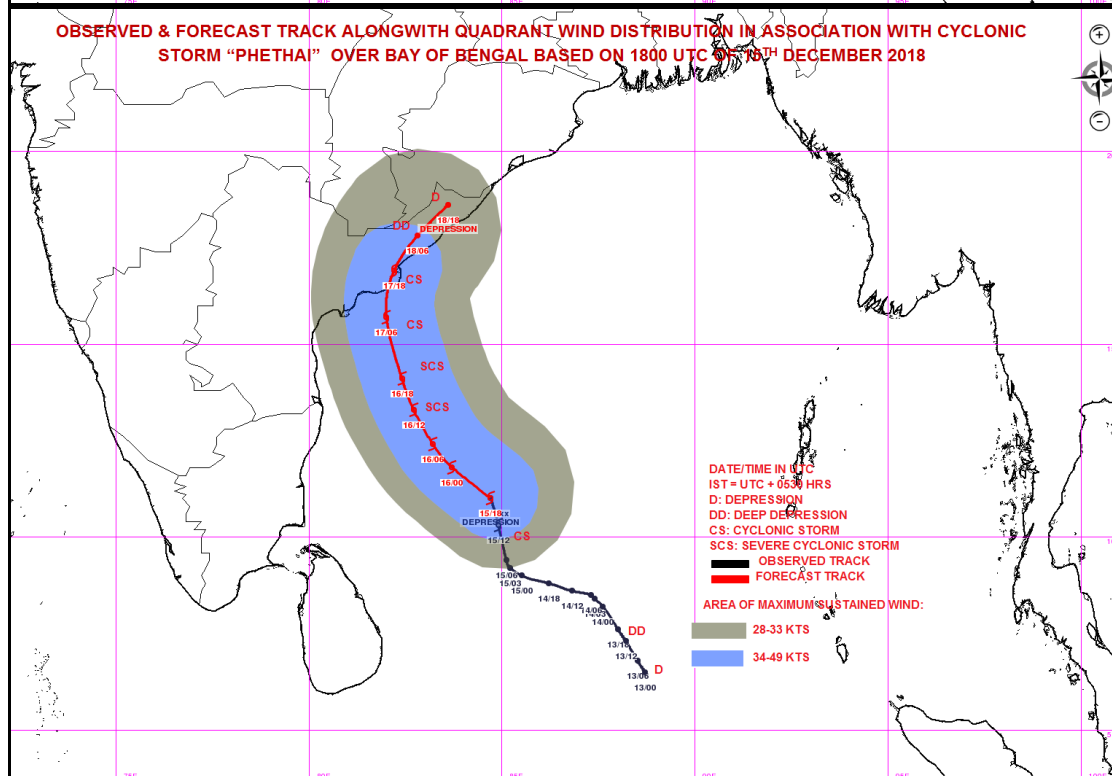 OBSERVED & FORECAST TRACK ALONGWITH QUADRANT WIND DISTRIBUTION IN ASSOCIATION WITH CYCLONIC
STORM “PHETHAI” OVER BAY OF BENGAL BASED ON 1800 UTC OF 15TH DECEMBER 2018
D
18/18
DEPRESSION
DD
18/06
CS
17/18
CS
17/06
SCS
16/18
SCS
16/12
16/06
16/00
15/18
DEPRESSION
CS
15/12
15/06
15/03
15/00
14/18
14/12
14/06
14/00
DD
13/18
13/12
D
13/06
13/00
DATE/TIME IN UTC
IST = UTC + 0530 HRS
D: DEPRESSION
DD: DEEP DEPRESSION
CS: CYCLONIC STORM
SCS: SEVERE CYCLONIC STORM
OBSERVED TRACK
FORECAST TRACK
AREA OF MAXIMUM SUSTAINED WIND:
28-33 KTS
34-49 KTS